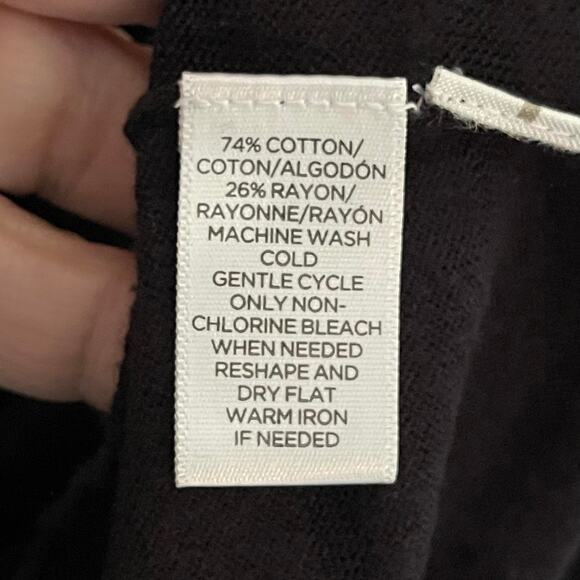 74% COTTON/
COTON/ALGODÓN
26% RAYON/
RAYONNE/RAYÓN
MACHINE WASH
COLD
GENTLE CYCLE
ONLY NON-
CHLORINE BLEACH
WHEN NEEDED
RESHAPE AND
DRY FLAT
WARM IRON
IF NEEDED